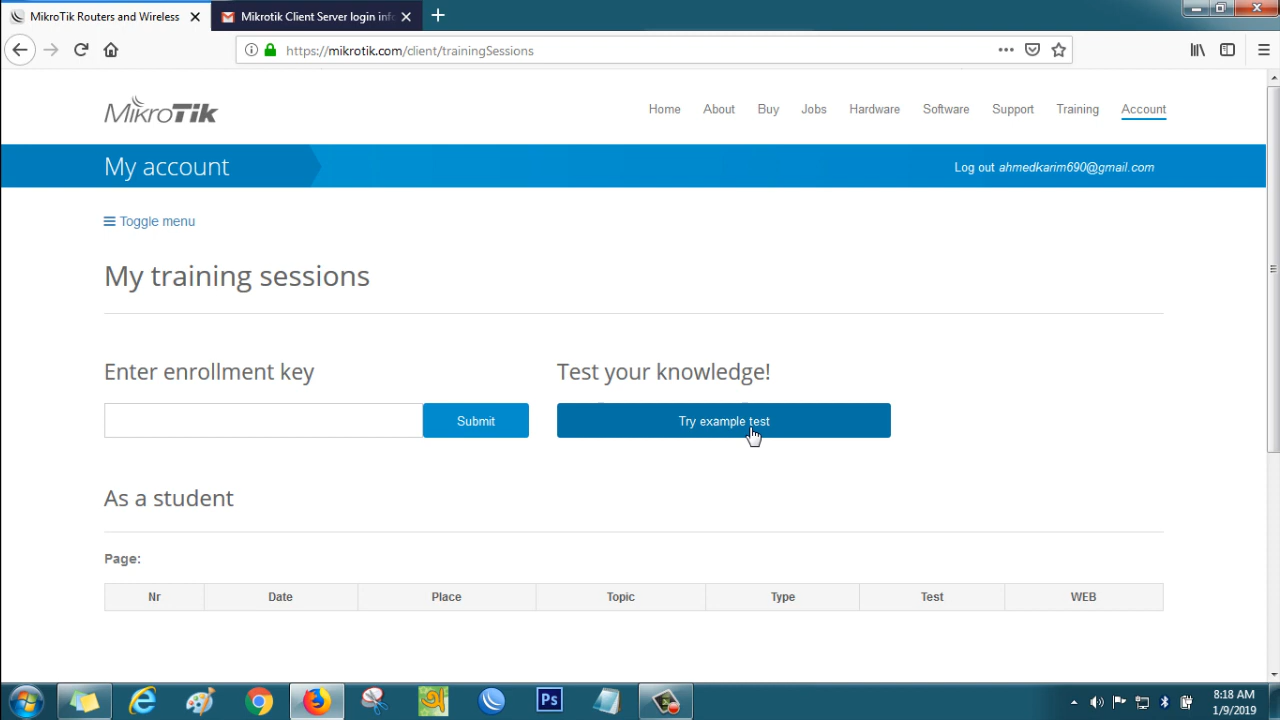 MikroTik Routers and Wireless
Mikrotik Client Server login inf
https://mikrotik.com/client/trainingSessions
MikroTik
Home About Buy Jobs Hardware Software Support Training Account
My account
Log out ahmedkarim690@gmail.com
Toggle menu
My training sessions
Enter enrollment key
Test your knowledge!
Submit
Try example test
As a student
Page:
Nr Date Place Topic Type Test WEB
Ps
8:18 AM
1/9/2019